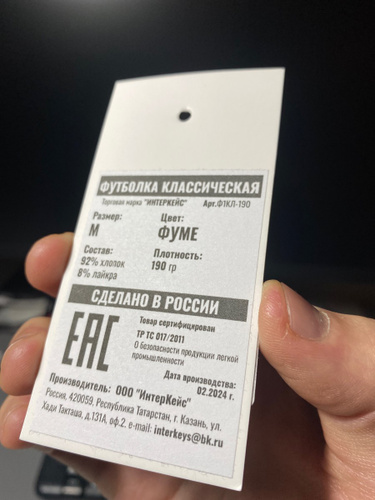 ФУТБОЛКА КЛАССИЧЕСКАЯ
Торговая марка "ИНТЕРКЕЙС" Арт.Ф1КЛ-190
Размер: Цвет:
M ФУМЕ
Состав: Плотность:
92% хлопок 190 гр
8% лайкра
СДЕЛАНО В РОССИИ
EAC
Товар сертифицирован
ТР ТС 017/2011
О безопасности продукции легкой
промышленности
Дата производства:
02.2024 г.
Производитель: ООО "ИнтерКейс"
Россия, 420059, Республика Татарстан, г. Казань, ул.
Хади Такташа, д.131А, оф.2. e-mail: interkeys@bk.ru